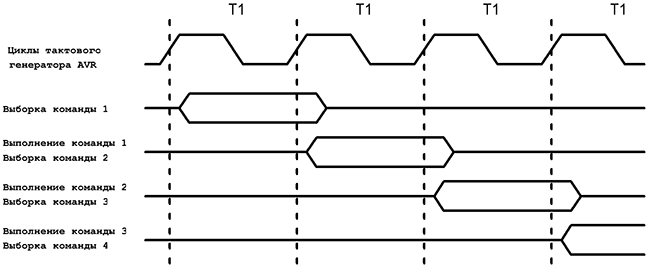 T1 T1 T1 T1
Циклы тактового
генератора AVR
Выборка команды 1
Выполнение команды 1
Выборка команды 2
Выполнение команды 2
Выборка команды 3
Выполнение команды 3
Выборка команды 4